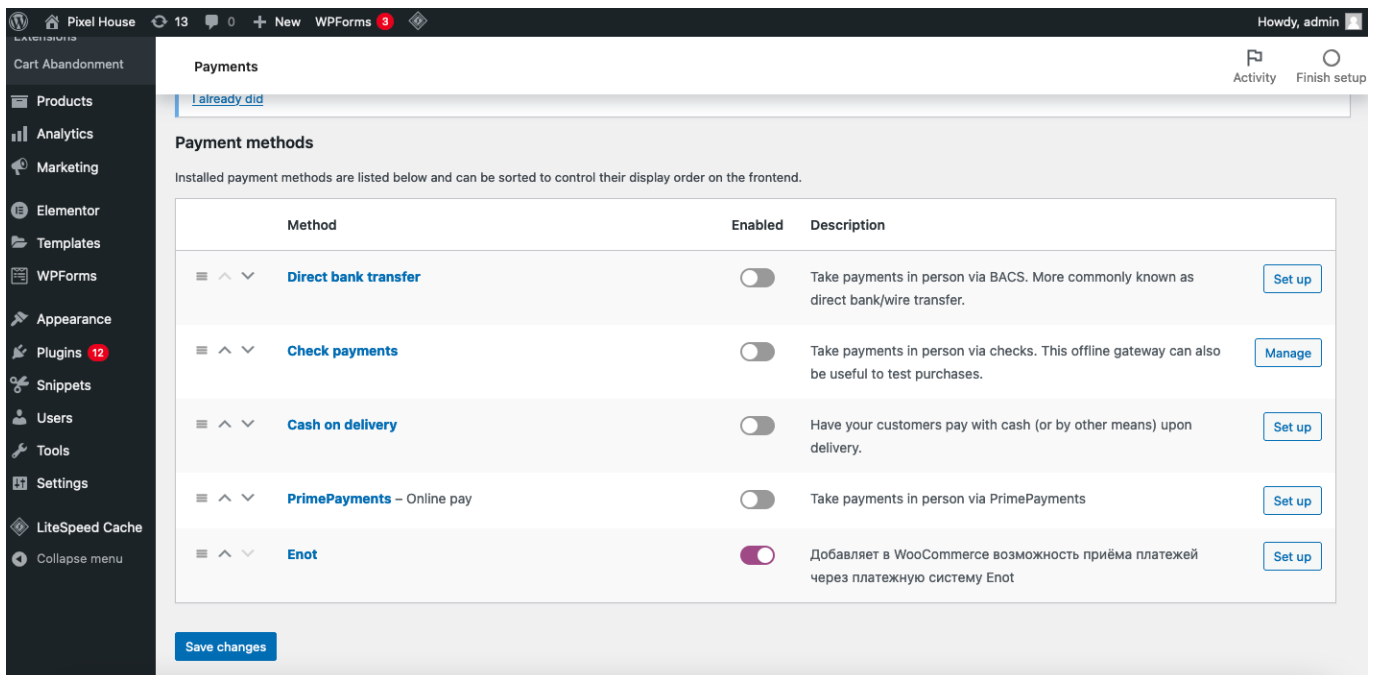 Pixel House 13 0 New WPForms 3 Howdy, admin
Extensions
Cart Abandonment
Products
Analytics
Marketing
Elementor
Templates
WPForms
Appearance
Plugins 12
Snippets
Users
Tools
Settings
LiteSpeed Cache
Collapse menu
Payments
Activity Finish setup
I already did
Payment methods
Installed payment methods are listed below and can be sorted to control their display order on the frontend.
Method Enabled Description
Direct bank transfer Take payments in person via BACS. More commonly known as
direct bank/wire transfer.
Set up
Check payments Take payments in person via checks. This offline gateway can also
be useful to test purchases.
Manage
Cash on delivery Have your customers pay with cash (or by other means) upon
delivery.
Set up
PrimePayments – Online pay Take payments in person via PrimePayments
Set up
Enot Добавляет в WooCommerce возможность приёма платежей
через платежную систему Enot
Set up
Save changes